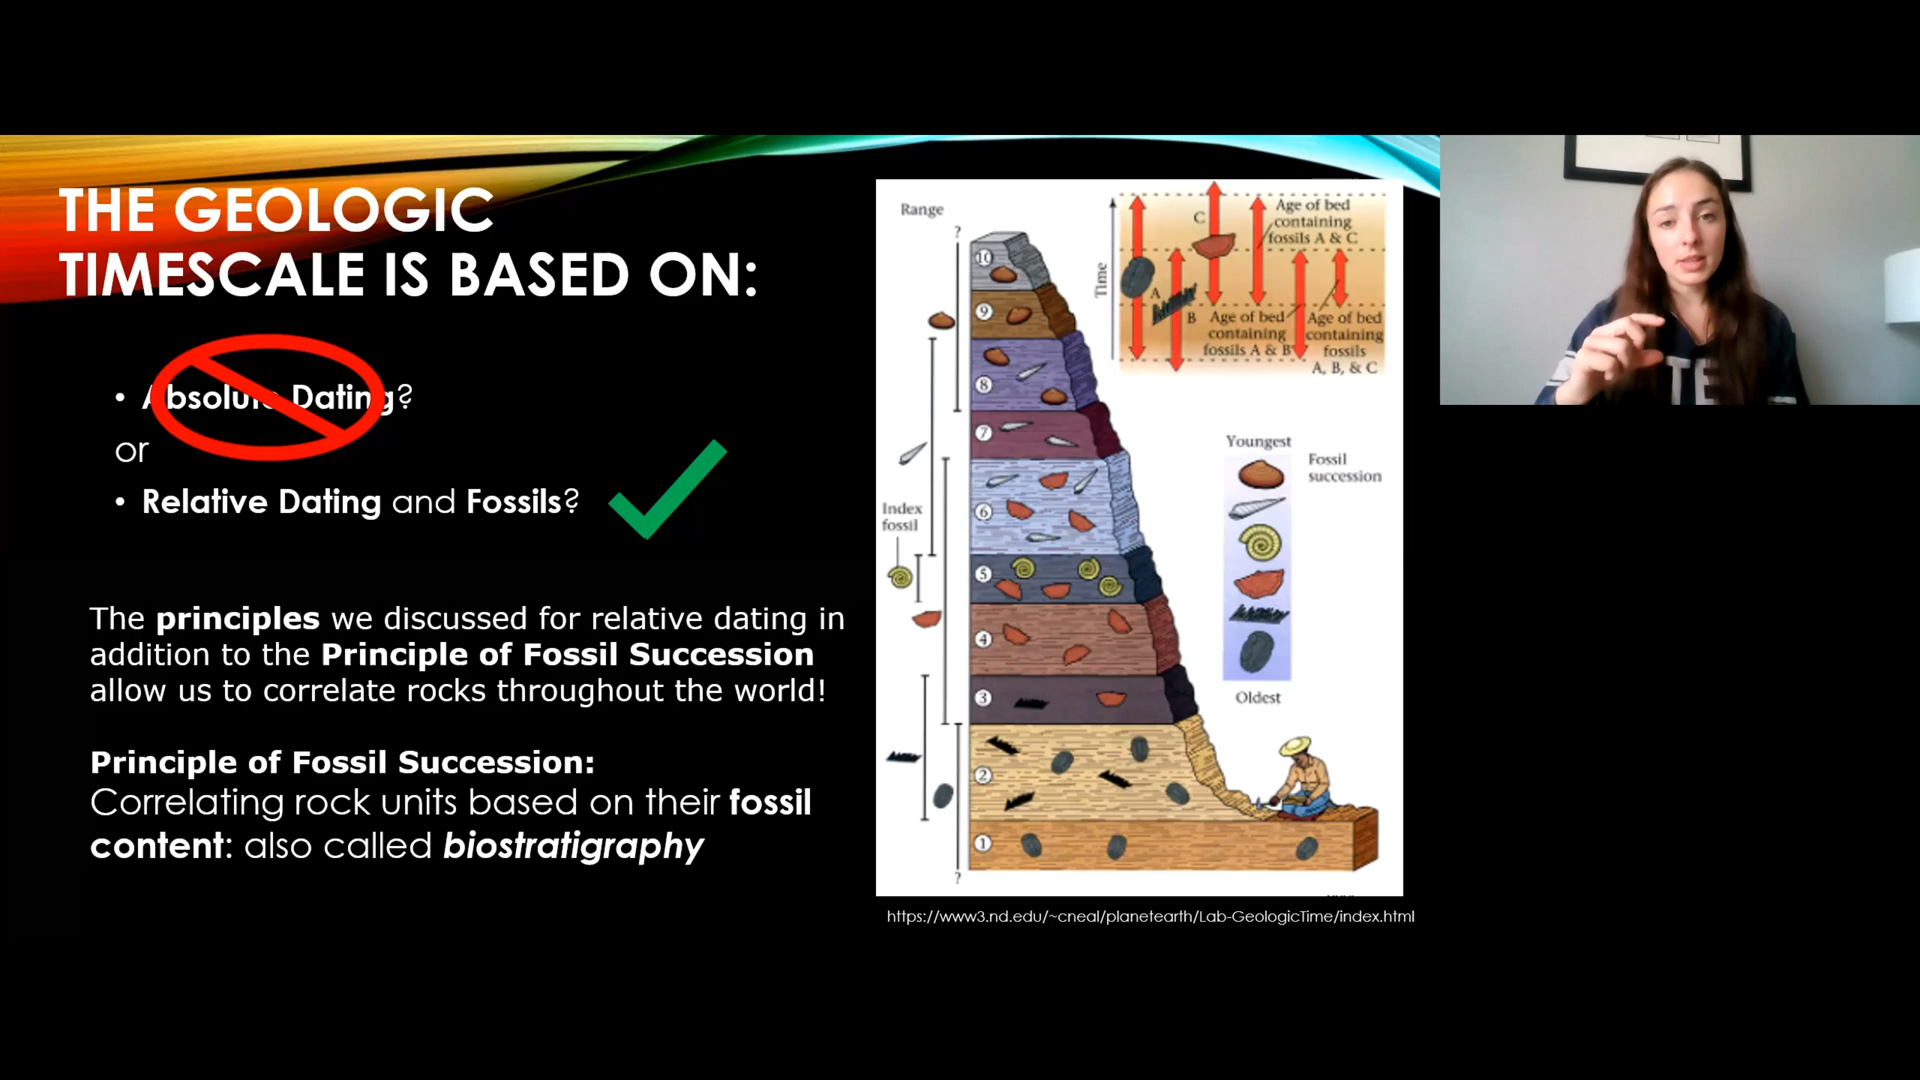 THE GEOLOGIC
TIMESCALE IS BASED ON:
• Absolute Dating?
or
• Relative Dating and Fossils?
The principles we discussed for relative dating in
addition to the Principle of Fossil Succession
allow us to correlate rocks throughout the world!
Principle of Fossil Succession:
Correlating rock units based on their fossil
content: also called biostratigraphy
Range
?
10
9
8
7
6
5
4
3
2
1
?
Index
fossil
Time
C
A
B
Age of bed
containing
fossils A & C
Age of bed
containing
fossils A & B
Age of bed
containing
fossils
A, B, & C
Youngest
Fossil
succession
Oldest
https://www3.nd.edu/~cneal/planetearth/Lab-GeologicTime/index.html
TE